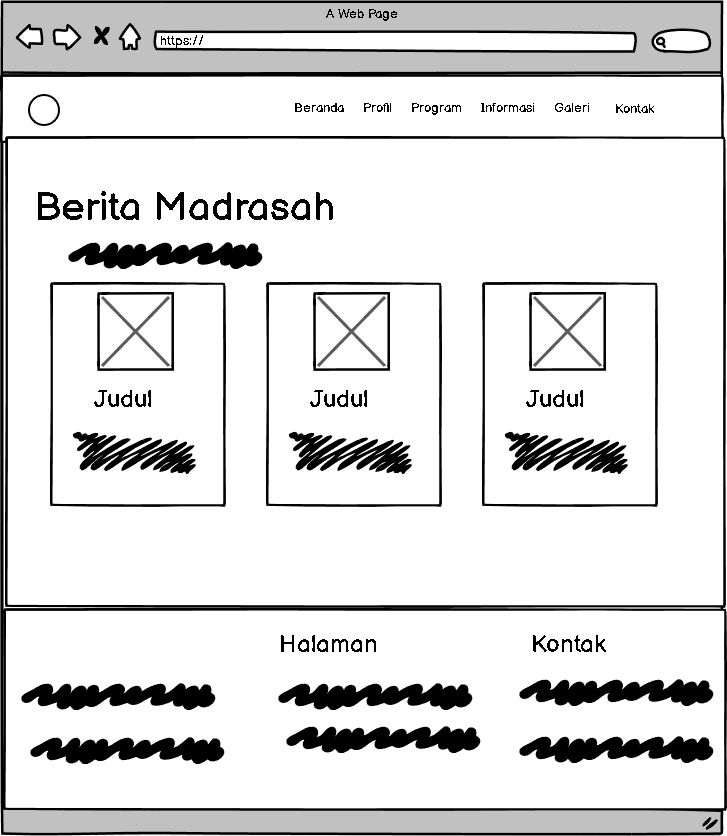 A Web Page
https://
Beranda Profil Program Informasi Galeri Kontak
Berita Madrasah
Judul Judul Judul
Halaman Kontak